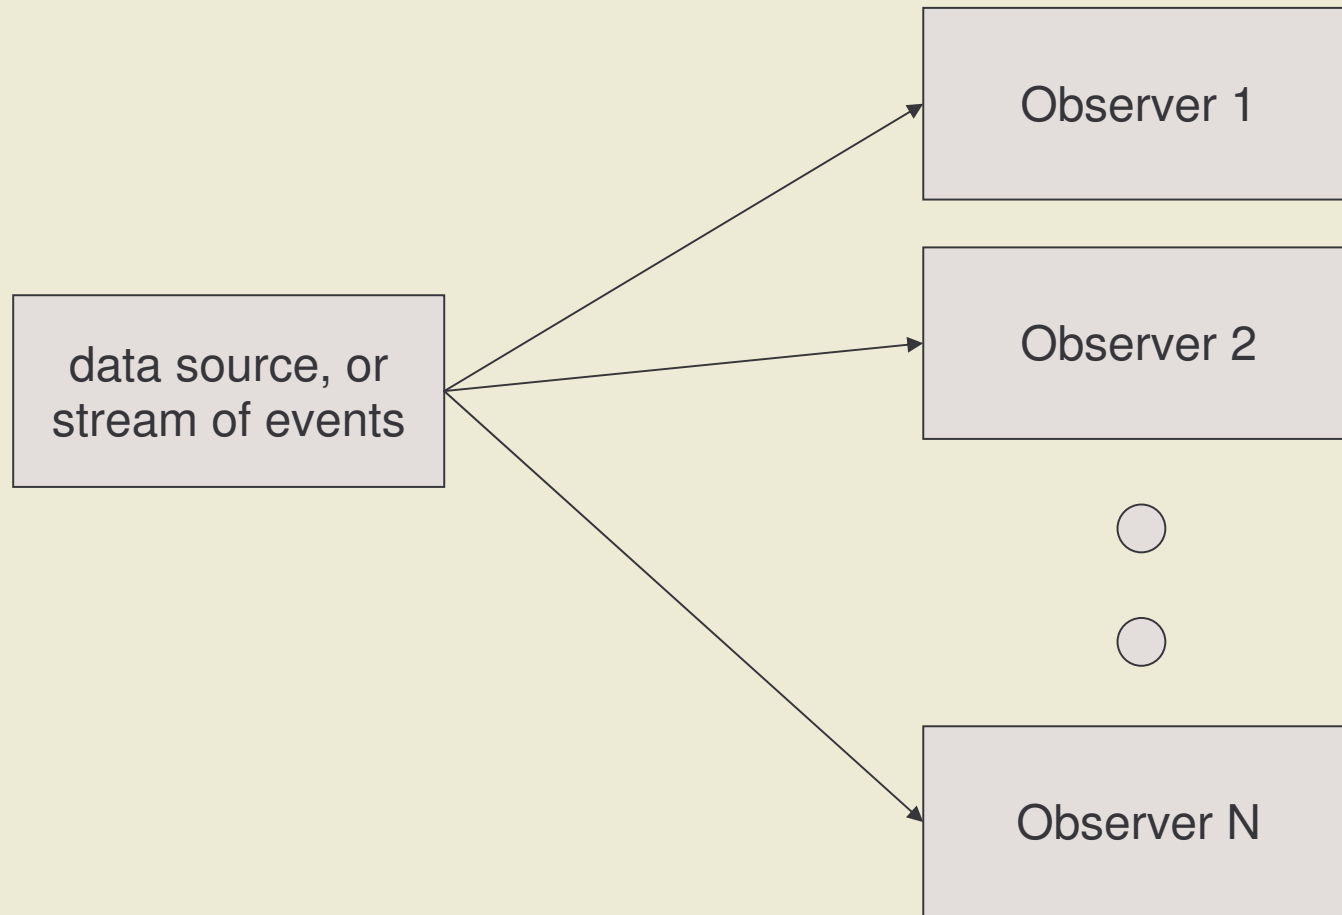 Observer 1
Observer 2
data source, or
stream of events
Observer N